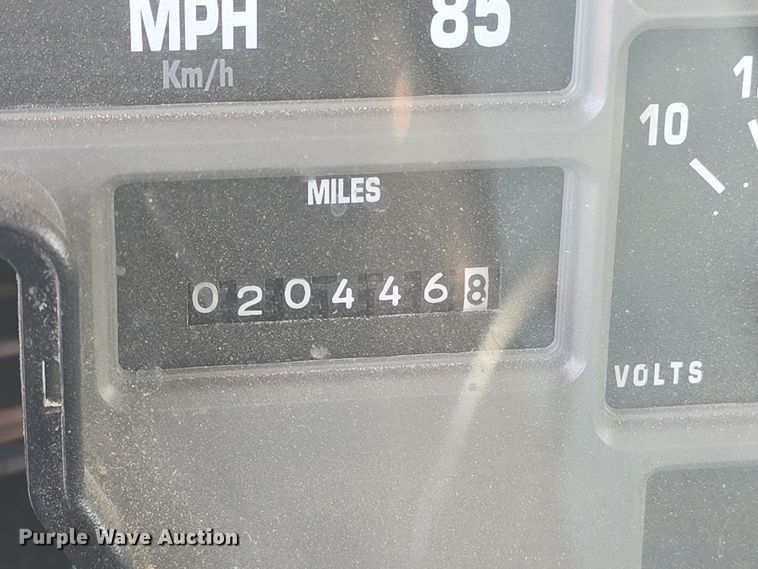 MPH 85
Km/h
10
MILES
0204468
VOLTS
Purple Wave Auction